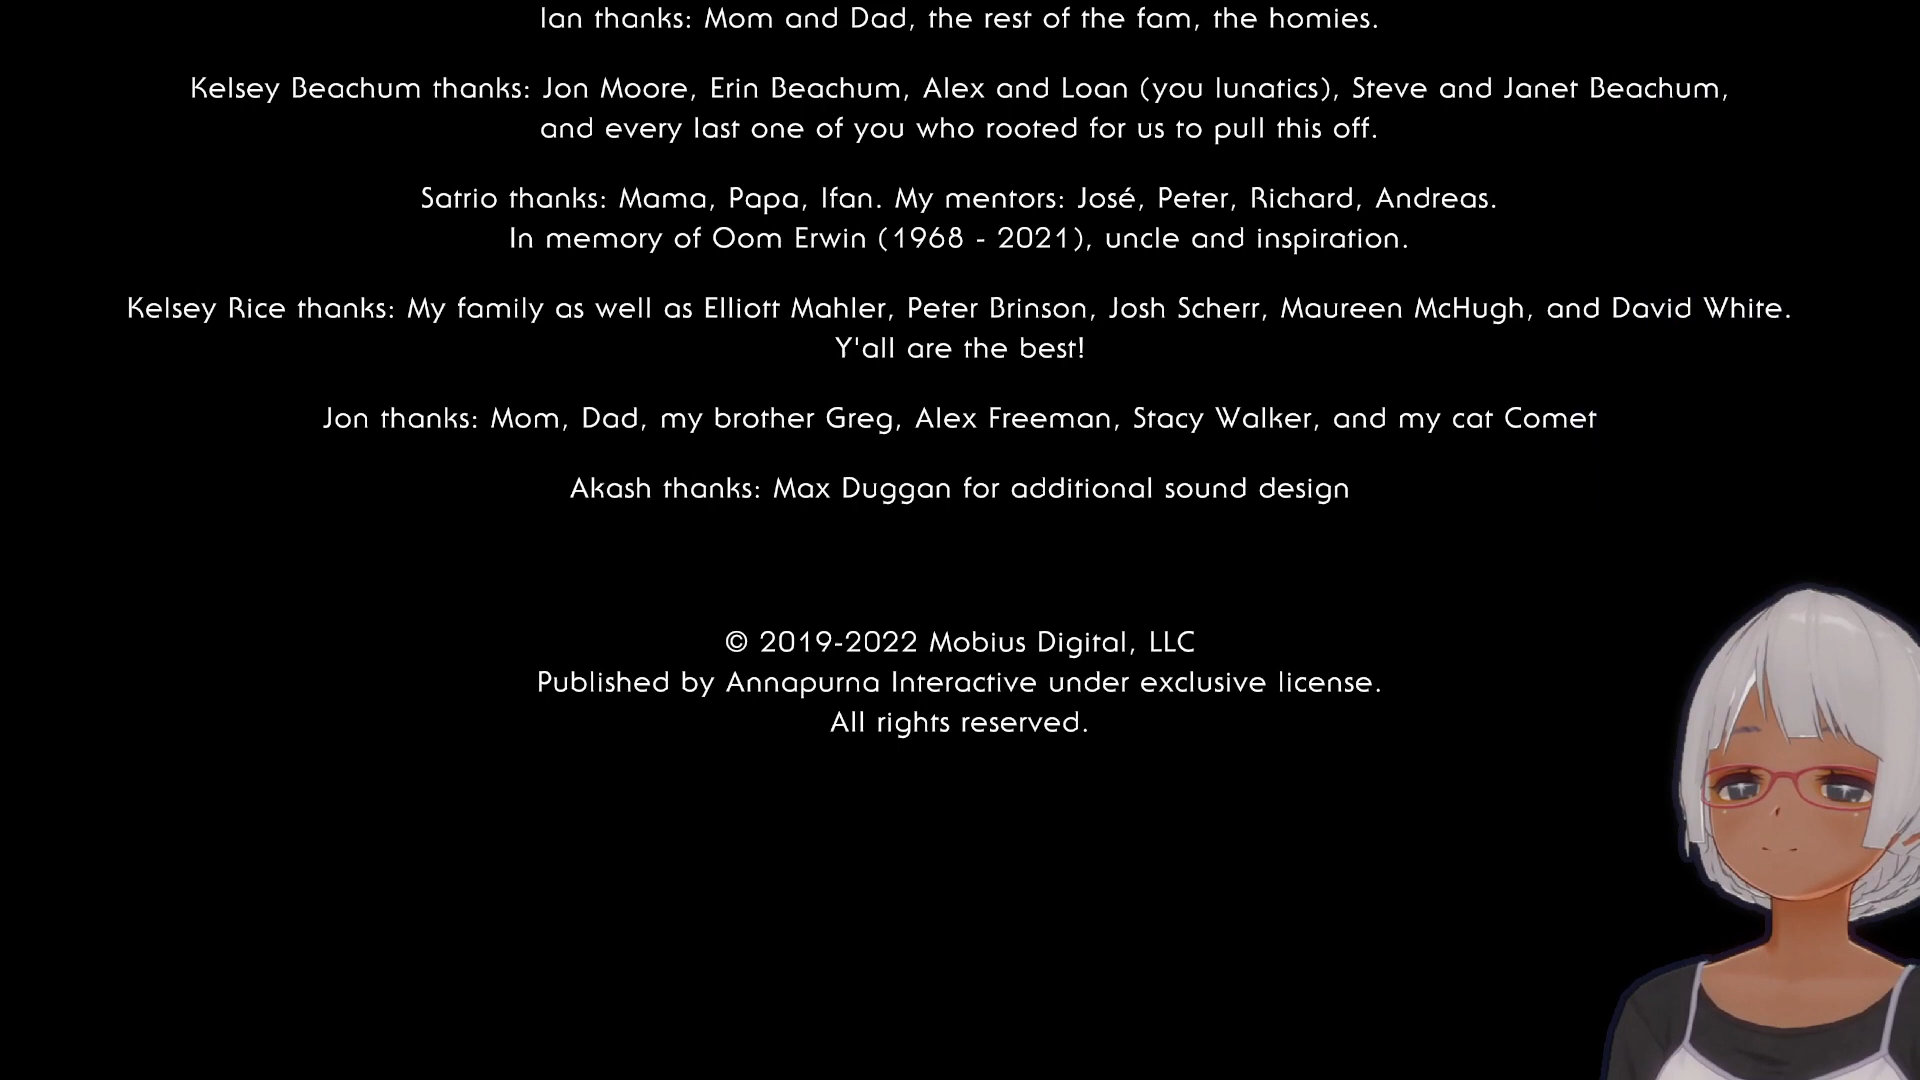 Ian thanks: Mom and Dad, the rest of the fam, the homies.
Kelsey Beachum thanks: Jon Moore, Erin Beachum, Alex and Loan (you lunatics), Steve and Janet Beachum,
and every last one of you who rooted for us to pull this off.
Satrio thanks: Mama, Papa, Ifan. My mentors: José, Peter, Richard, Andreas.
In memory of Oom Erwin (1968 - 2021), uncle and inspiration.
Kelsey Rice thanks: My family as well as Elliott Mahler, Peter Brinson, Josh Scherr, Maureen McHugh, and David White.
Y'all are the best!
Jon thanks: Mom, Dad, my brother Greg, Alex Freeman, Stacy Walker, and my cat Comet
Akash thanks: Max Duggan for additional sound design
© 2019-2022 Mobius Digital, LLC
Published by Annapurna Interactive under exclusive license.
All rights reserved.